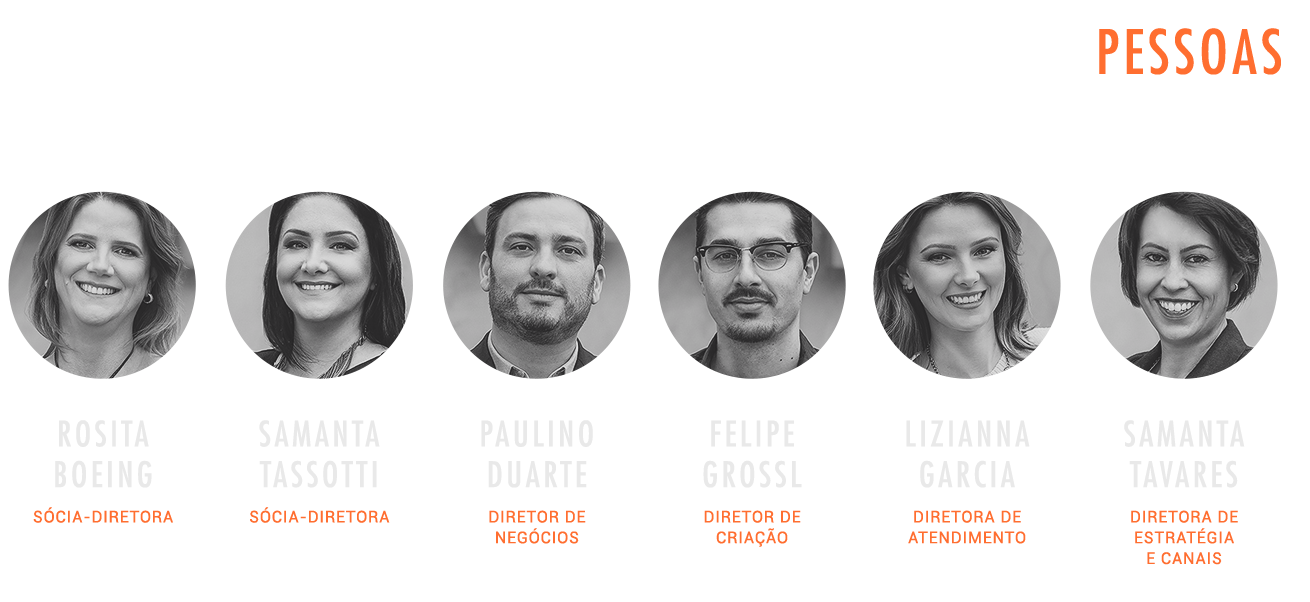 PESSOAS
ROSITA
BOEING
SÓCIA-DIRETORA
SAMANTA
TASSOTTI
SÓCIA-DIRETORA
PAULINO
DUARTE
DIRETOR DE
NEGÓCIOS
FELIPE
GROSSL
DIRETOR DE
CRIAÇÃO
LIZIANNA
GARCIA
DIRETORA DE
ATENDIMENTO
SAMANTA
TAVARES
DIRETORA DE
ESTRATÉGIA
E CANAIS